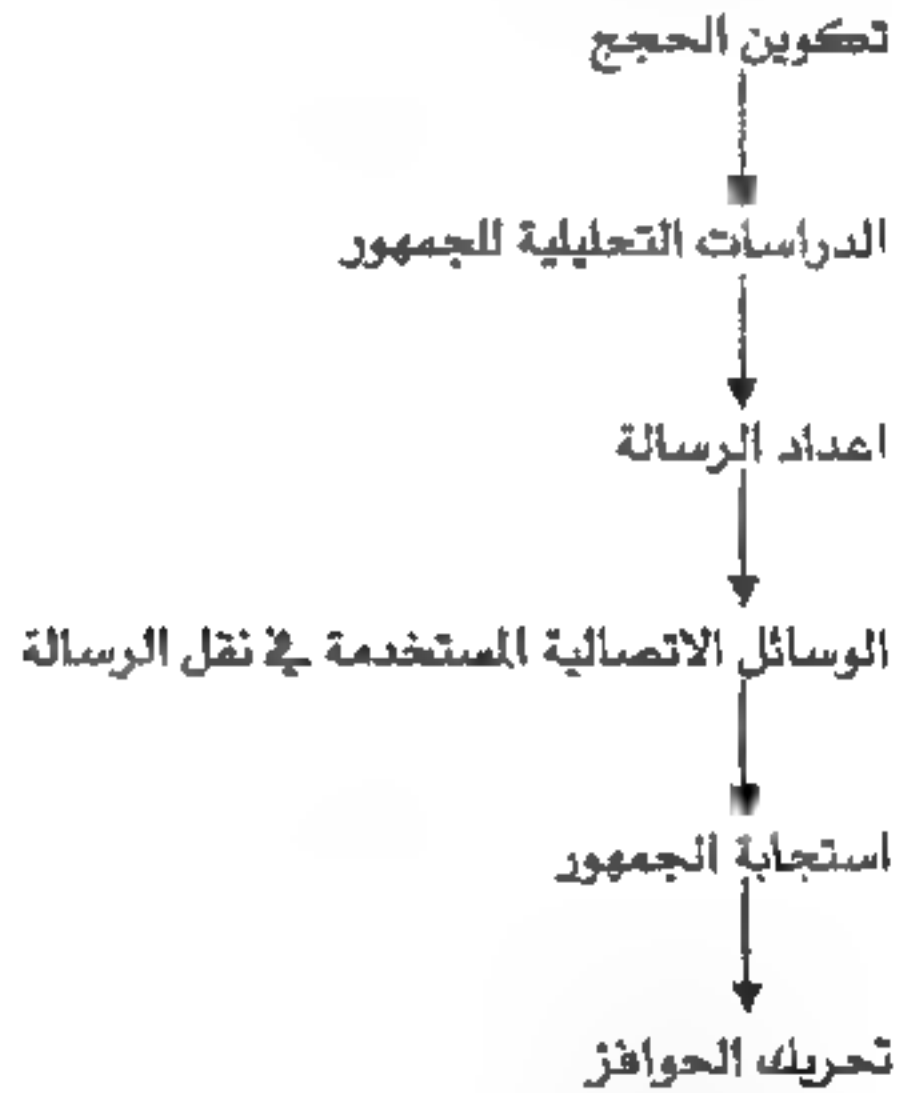 تكوين الحجج
الدراسات التحليلية للجمهور
اعداد الرسالة
الوسائل الاتصالية المستخدمة في نقل الرسالة
استجابة الجمهور
تحريك الحوافز